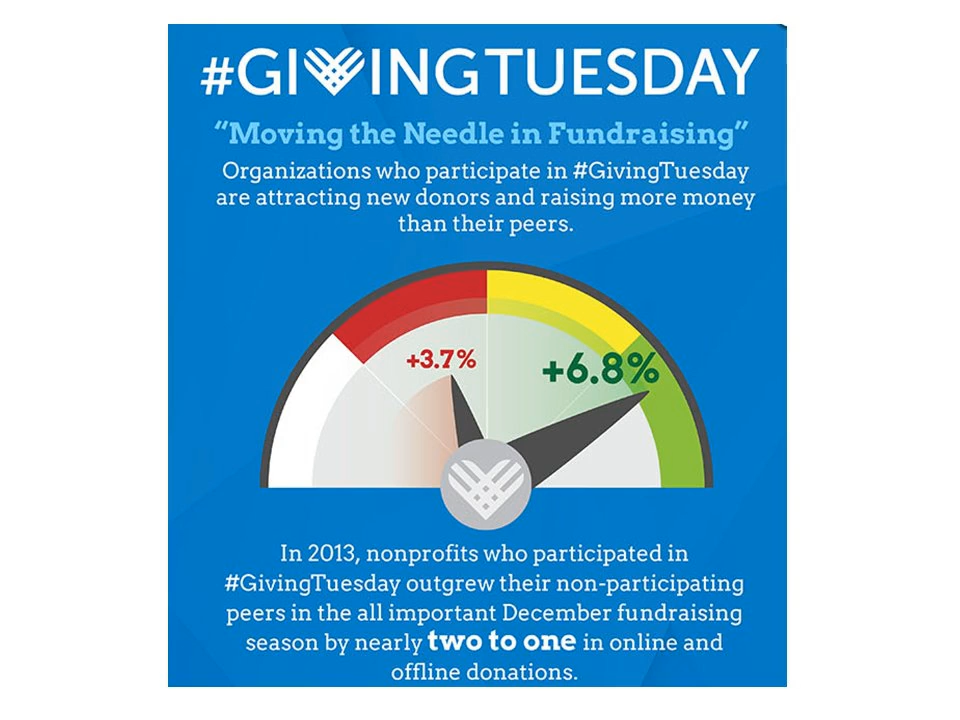 #GIVINGTUESDAY
“Moving the Needle in Fundraising”
Organizations who participate in #GivingTuesday
are attracting new donors and raising more money
than their peers.
+3.7%
+6.8%
In 2013, nonprofits who participated in
#GivingTuesday outgrew their non-participating
peers in the all important December fundraising
season by nearly two to one in online and
offline donations.